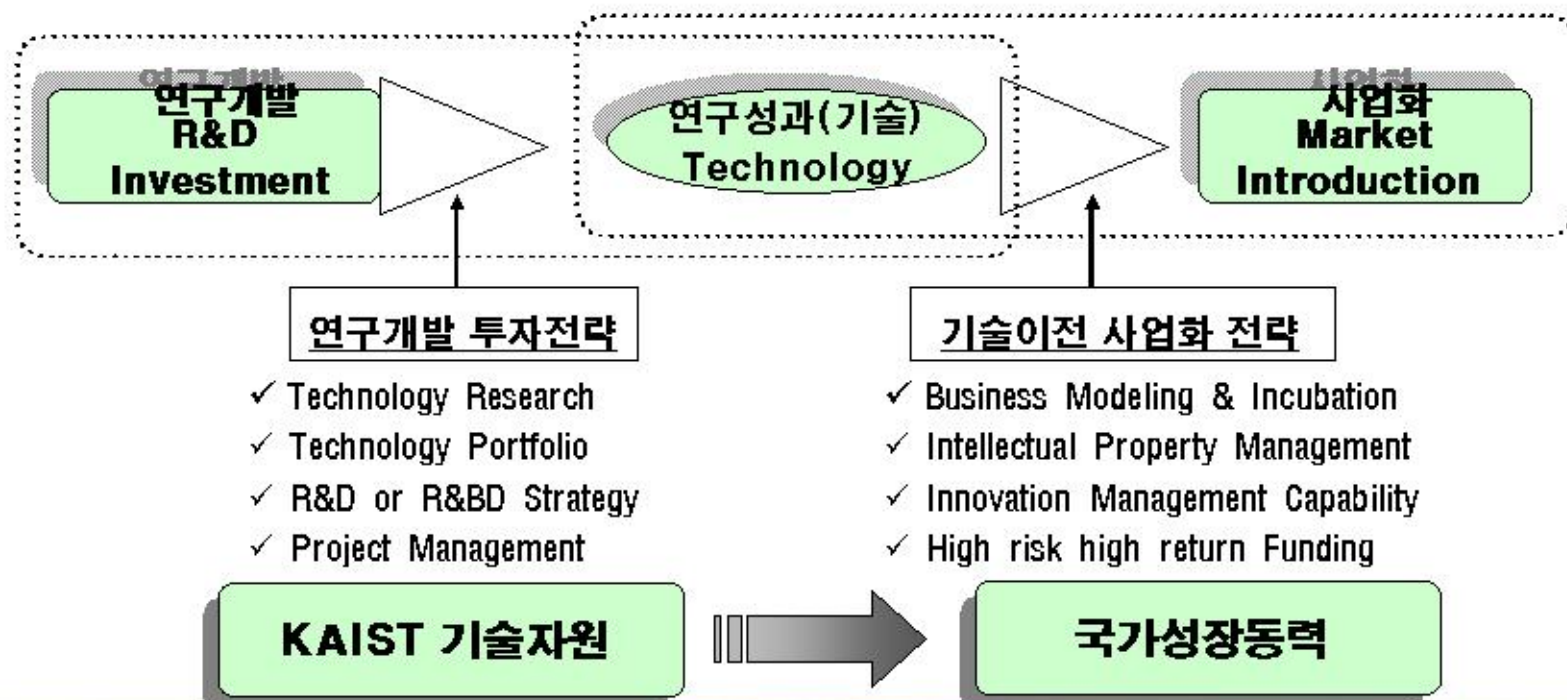 연구개발
R&D
Investment
연구성과(기술)
Technology
사업화
Market
Introduction
연구개발 투자전략
✓ Technology Research
✓ Technology Portfolio
✓ R&D or R&BD Strategy
✓ Project Management
기술이전 사업화 전략
✓ Business Modeling & Incubation
✓ Intellectual Property Management
✓ Innovation Management Capability
✓ High risk high return Funding
KAIST 기술자원
국가성장동력